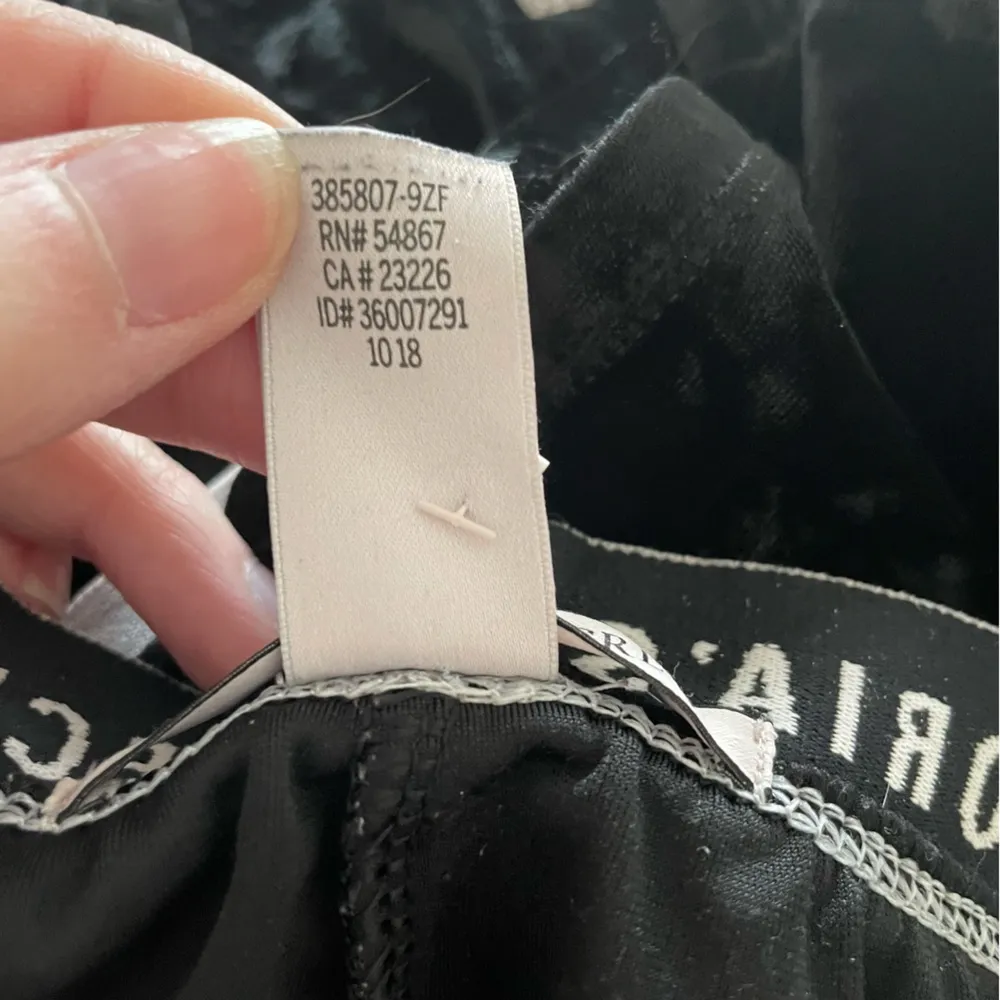 385807-9ZF
RN# 54867
CA # 23226
ID# 36007291
10 18